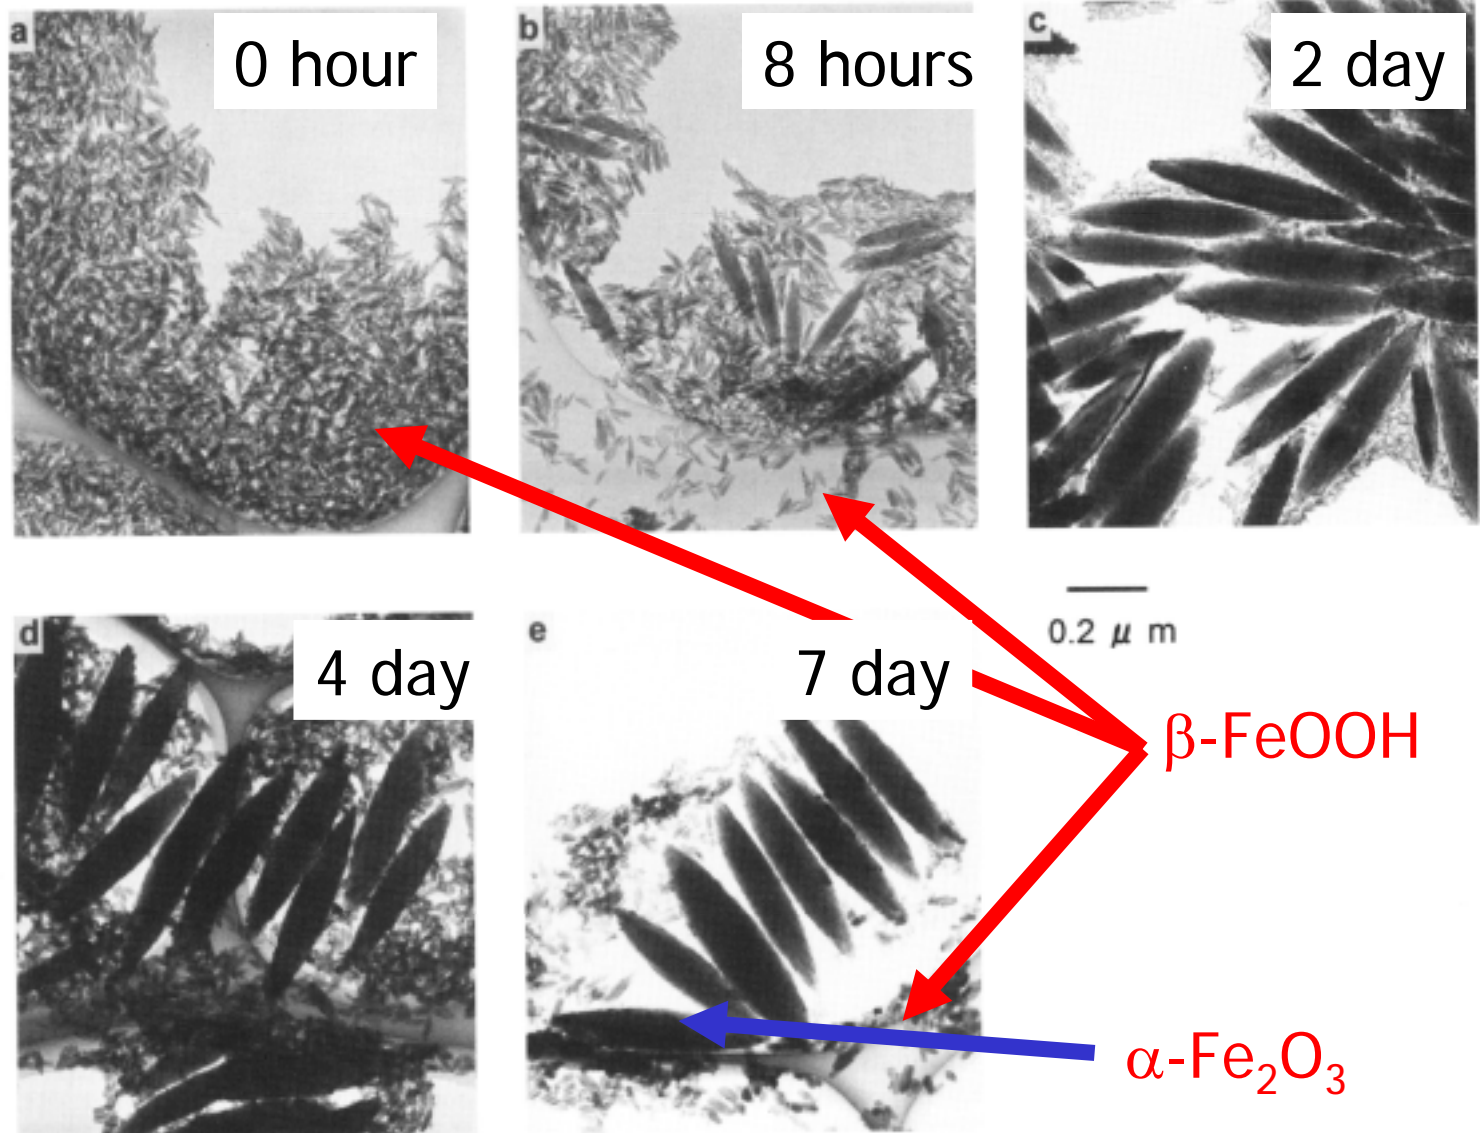 a
0 hour
b
8 hours
c
2 day
d
4 day
e
7 day
0.2 μ m
β-FeOOH
α-Fe₂O₃